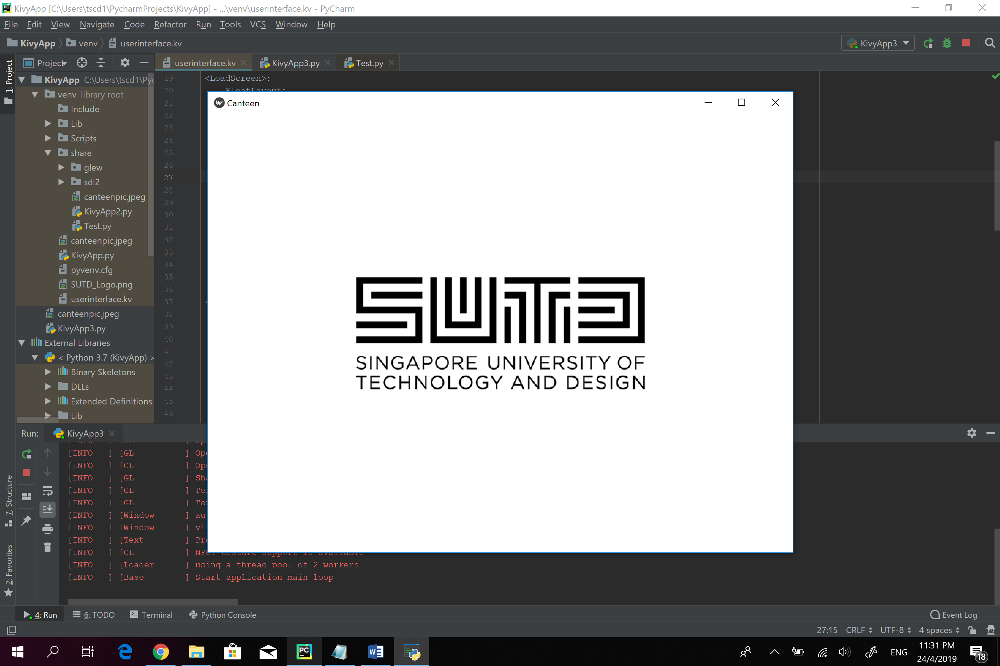 KivyApp [C:\Users\tscd1\PycharmProjects\KivyApp] - ...\venv\userinterface.kv - PyCharm
File Edit View Navigate Code Refactor Run Tools VCS Window Help
KivyApp venv userinterface.kv KivyApp3
1: Project
Project
userinterface.kv KivyApp3.py Test.py
KivyApp C:\Users\tscd1\Pyc
venv library root
Include
Lib
Scripts
share
glew
sdl2
canteenpic.jpeg
KivyApp2.py
Test.py
canteenpic.jpeg
KivyApp.py
pyvenv.cfg
SUTD_Logo.png
userinterface.kv
canteenpic.jpeg
KivyApp3.py
External Libraries
< Python 3.7 (KivyApp) >
Binary Skeletons
DLLs
Extended Definitions
Lib
19 <LoadScreen>:
20 FloatLayout:
21
22
23
24
25
26
27
28
29
30
31
32
33
34
35
36
37 <
38
39
40
41
42
43
44
45
46
Canteen
SUTD
SINGAPORE UNIVERSITY OF
TECHNOLOGY AND DESIGN
Run: KivyApp3
[INFO ] [GL ] Ope
[INFO ] [GL ] Ope
[INFO ] [GL ] Sha
[INFO ] [GL ] Tex
[INFO ] [GL ] Tex
[INFO ] [Window ] au
[INFO ] [Window ] vi
[INFO ] [Text ] Pro
[INFO ] [GL ] NPOT texture support is available
[INFO ] [Loader ] using a thread pool of 2 workers
[INFO ] [Base ] Start application main loop
7: Structure
2: Favorites
4: Run 6: TODO Terminal Python Console Event Log
27:15 CRLF UTF-8 4 spaces
ENG
11:31 PM
24/4/2019
18